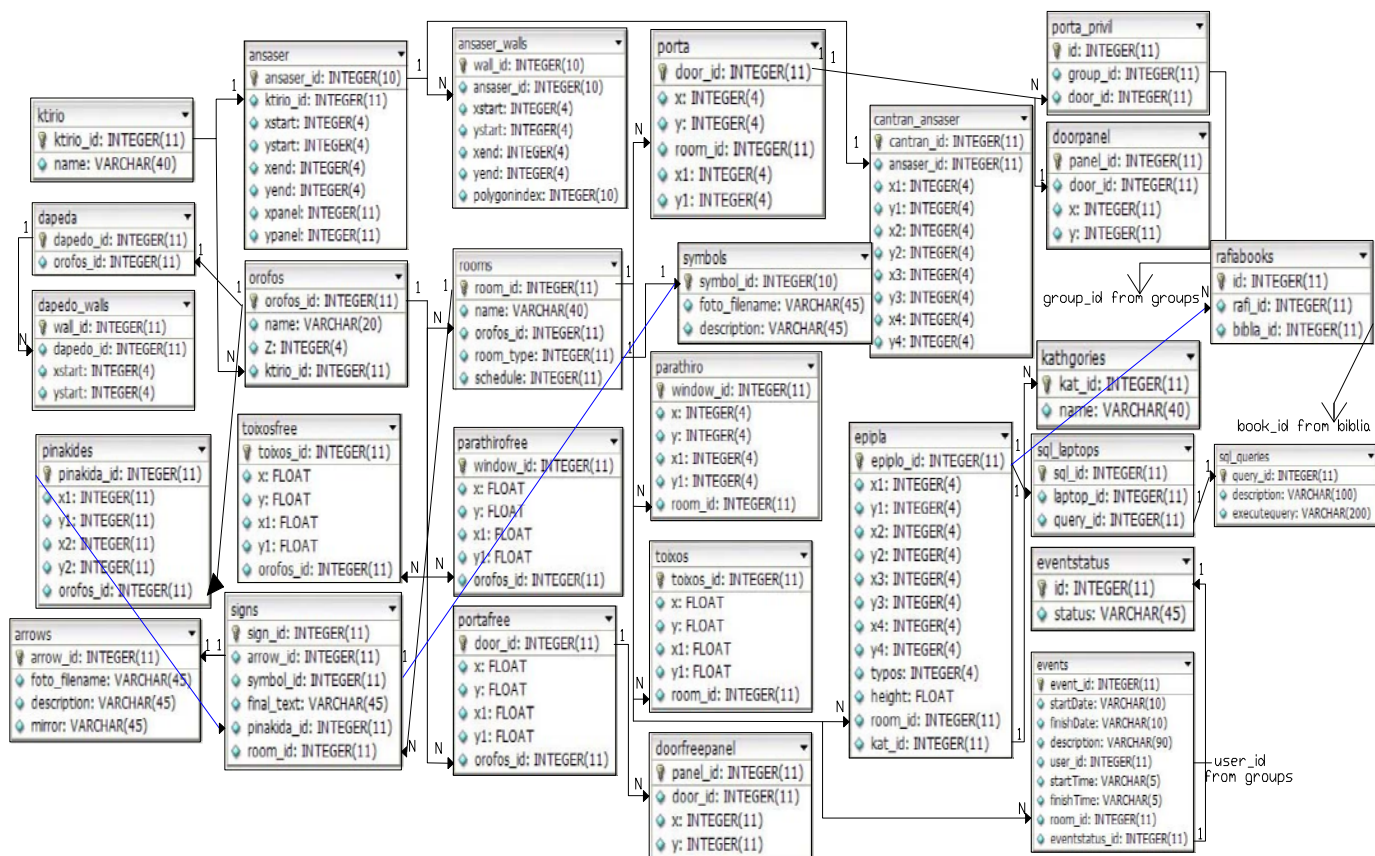 ktirio
ktirio_id: INTEGER(11)
name: VARCHAR(40)
dapeda
dapedo_id: INTEGER(11)
orofos_id: INTEGER(11)
dapedo_walls
wall_id: INTEGER(11)
dapedo_id: INTEGER(11)
xstart: INTEGER(4)
ystart: INTEGER(4)
pinakides
pinakida_id: INTEGER(11)
x1: INTEGER(11)
y1: INTEGER(11)
x2: INTEGER(11)
y2: INTEGER(11)
orofos_id: INTEGER(11)
arrows
arrow_id: INTEGER(11)
foto_filename: VARCHAR(45)
description: VARCHAR(45)
mirror: VARCHAR(45)
ansaser
ansaser_id: INTEGER(10)
ktirio_id: INTEGER(11)
xstart: INTEGER(4)
ystart: INTEGER(4)
xend: INTEGER(4)
yend: INTEGER(4)
xpanel: INTEGER(11)
ypanel: INTEGER(11)
orofos
orofos_id: INTEGER(11)
name: VARCHAR(20)
Z: INTEGER(4)
ktirio_id: INTEGER(11)
toixosfree
toixos_id: INTEGER(11)
x: FLOAT
y: FLOAT
x1: FLOAT
y1: FLOAT
orofos_id: INTEGER(11)
signs
sign_id: INTEGER(11)
arrow_id: INTEGER(11)
symbol_id: INTEGER(11)
final_text: VARCHAR(45)
pinakida_id: INTEGER(11)
room_id: INTEGER(11)
ansaser_walls
wall_id: INTEGER(10)
ansaser_id: INTEGER(10)
xstart: INTEGER(4)
ystart: INTEGER(4)
xend: INTEGER(4)
yend: INTEGER(4)
polygonindex: INTEGER(10)
rooms
room_id: INTEGER(11)
name: VARCHAR(40)
orofos_id: INTEGER(11)
room_type: INTEGER(11)
schedule: INTEGER(11)
parathirofree
window_id: INTEGER(11)
x: FLOAT
y: FLOAT
x1: FLOAT
y1: FLOAT
orofos_id: INTEGER(11)
portafree
door_id: INTEGER(11)
x: FLOAT
y: FLOAT
x1: FLOAT
y1: FLOAT
orofos_id: INTEGER(11)
porta
door_id: INTEGER(11)
x: INTEGER(4)
y: INTEGER(4)
room_id: INTEGER(11)
x1: INTEGER(4)
y1: INTEGER(4)
symbols
symbol_id: INTEGER(10)
foto_filename: VARCHAR(45)
description: VARCHAR(45)
parathiro
window_id: INTEGER(11)
x: INTEGER(4)
y: INTEGER(4)
x1: INTEGER(4)
y1: INTEGER(4)
room_id: INTEGER(11)
toixos
toixos_id: INTEGER(11)
x: FLOAT
y: FLOAT
x1: FLOAT
y1: FLOAT
room_id: INTEGER(11)
doorfreepanel
panel_id: INTEGER(11)
door_id: INTEGER(11)
x: INTEGER(11)
y: INTEGER(11)
cantran_ansaser
cantran_id: INTEGER(11)
ansaser_id: INTEGER(11)
x1: INTEGER(4)
y1: INTEGER(4)
x2: INTEGER(4)
y2: INTEGER(4)
x3: INTEGER(4)
y3: INTEGER(4)
x4: INTEGER(4)
y4: INTEGER(4)
epipla
epiplo_id: INTEGER(11)
x1: INTEGER(4)
y1: INTEGER(4)
x2: INTEGER(4)
y2: INTEGER(4)
x3: INTEGER(4)
y3: INTEGER(4)
x4: INTEGER(4)
y4: INTEGER(4)
typos: INTEGER(4)
height: FLOAT
room_id: INTEGER(11)
kat_id: INTEGER(11)
porta_privil
id: INTEGER(11)
group_id: INTEGER(11)
door_id: INTEGER(11)
doorpanel
panel_id: INTEGER(11)
door_id: INTEGER(11)
x: INTEGER(11)
y: INTEGER(11)
rafiabooks
id: INTEGER(11)
rafi_id: INTEGER(11)
biblia_id: INTEGER(11)
group_id from groups
kathgories
kat_id: INTEGER(11)
name: VARCHAR(40)
book_id from biblia
sql_laptops
sql_id: INTEGER(11)
laptop_id: INTEGER(11)
query_id: INTEGER(11)
sql_queries
query_id: INTEGER(11)
description: VARCHAR(100)
executequery: VARCHAR(200)
eventstatus
id: INTEGER(11)
status: VARCHAR(45)
events
event_id: INTEGER(11)
startDate: VARCHAR(10)
finishDate: VARCHAR(10)
description: VARCHAR(90)
user_id: INTEGER(11)
startTime: VARCHAR(5)
finishTime: VARCHAR(5)
room_id: INTEGER(11)
eventstatus_id: INTEGER(11)
user_id
from groups